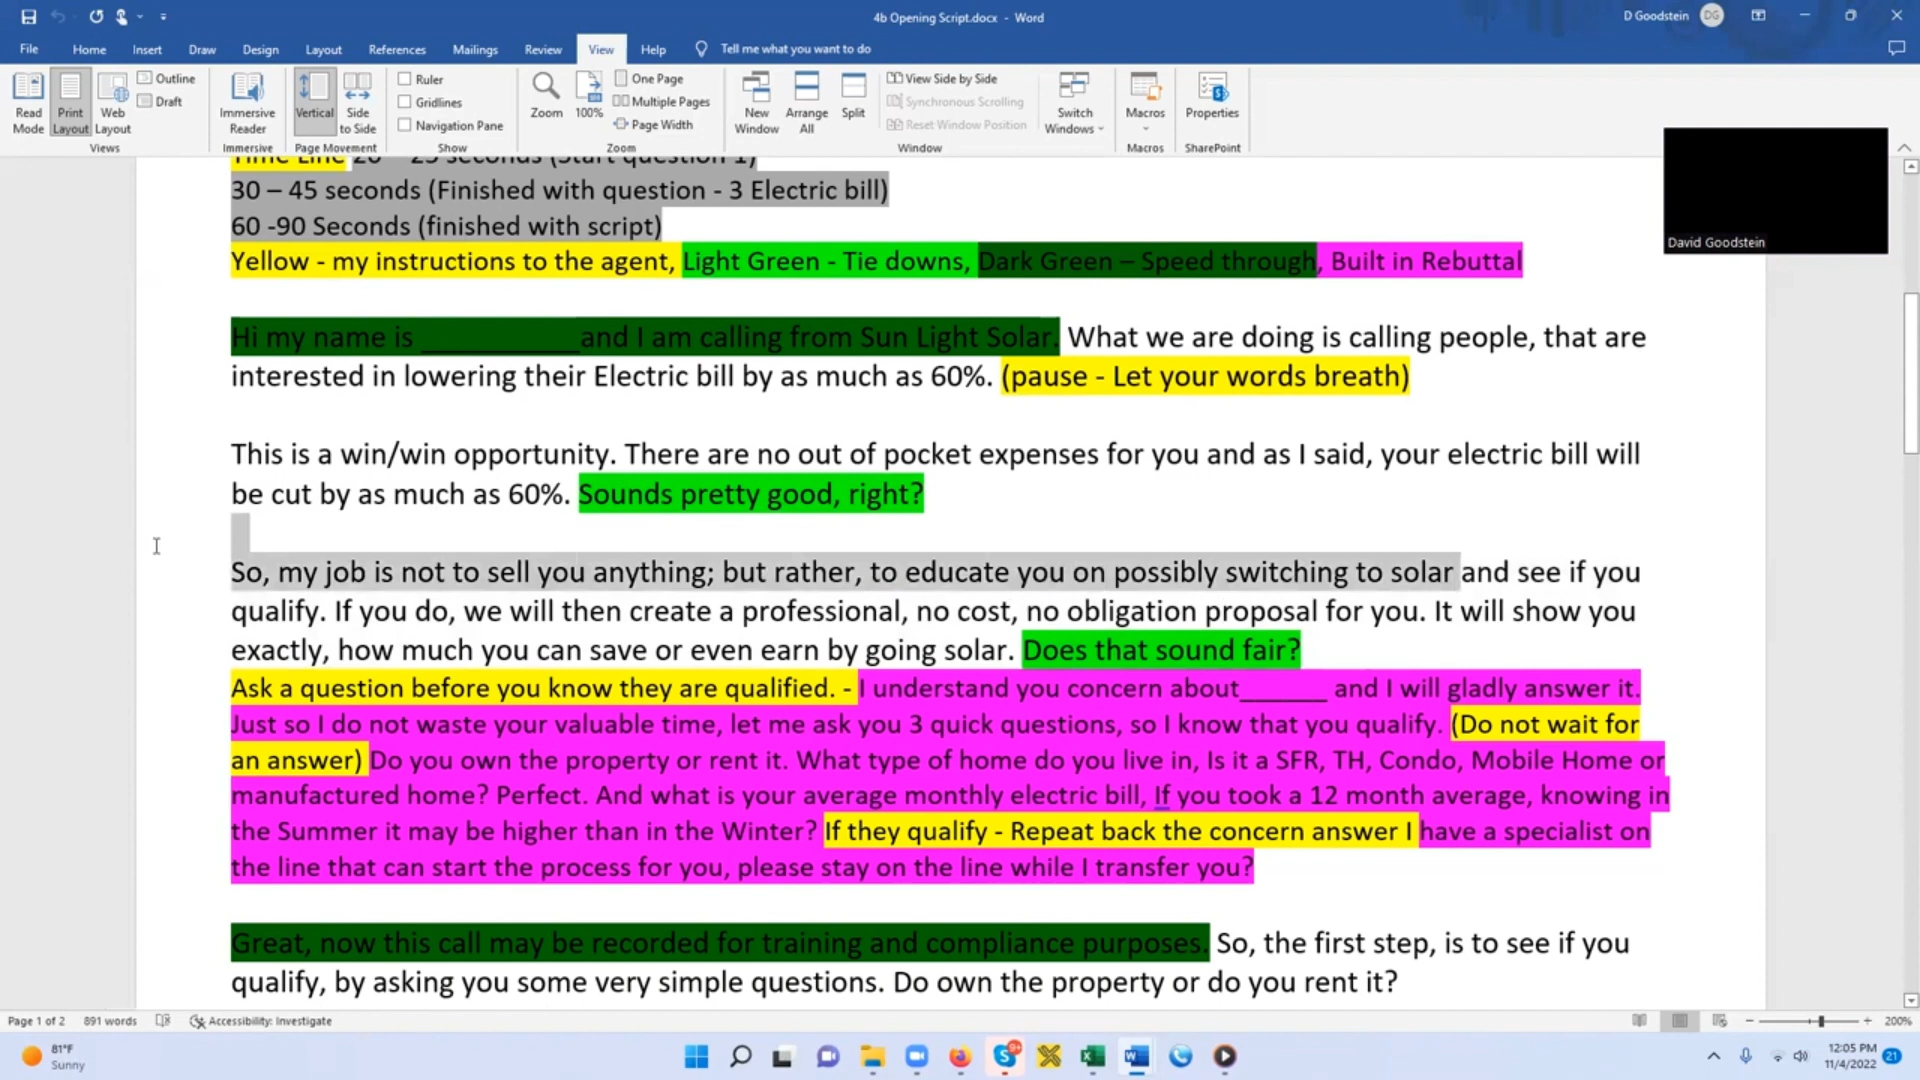 4b Opening Script.docx - Word
D Goodstein DG
File Home Insert Draw Design Layout References Mailings Review View Help Tell me what you want to do
Read Mode
Print Layout
Web Layout
Outline
Draft
Views
Immersive Reader
Immersive
Vertical
Side to Side
Page Movement
Ruler
Gridlines
Navigation Pane
Show
Zoom
100%
One Page
Multiple Pages
Page Width
Zoom
New Window
Arrange All
Split
View Side by Side
Synchronous Scrolling
Reset Window Position
Window
Switch Windows
Macros
Macros
Properties
SharePoint
David Goodstein
Time Line 20 – 25 seconds (Start question 1)
30 – 45 seconds (Finished with question - 3 Electric bill)
60 -90 Seconds (finished with script)
Yellow - my instructions to the agent, Light Green - Tie downs, Dark Green – Speed through, Built in Rebuttal
Hi my name is __________and I am calling from Sun Light Solar. What we are doing is calling people, that are
interested in lowering their Electric bill by as much as 60%. (pause - Let your words breath)
This is a win/win opportunity. There are no out of pocket expenses for you and as I said, your electric bill will
be cut by as much as 60%. Sounds pretty good, right?
So, my job is not to sell you anything; but rather, to educate you on possibly switching to solar and see if you
qualify. If you do, we will then create a professional, no cost, no obligation proposal for you. It will show you
exactly, how much you can save or even earn by going solar. Does that sound fair?
Ask a question before you know they are qualified. - I understand you concern about______ and I will gladly answer it.
Just so I do not waste your valuable time, let me ask you 3 quick questions, so I know that you qualify. (Do not wait for
an answer) Do you own the property or rent it. What type of home do you live in, Is it a SFR, TH, Condo, Mobile Home or
manufactured home? Perfect. And what is your average monthly electric bill, If you took a 12 month average, knowing in
the Summer it may be higher than in the Winter? If they qualify - Repeat back the concern answer I have a specialist on
the line that can start the process for you, please stay on the line while I transfer you?
Great, now this call may be recorded for training and compliance purposes. So, the first step, is to see if you
qualify, by asking you some very simple questions. Do own the property or do you rent it?
Page 1 of 2 891 words Accessibility: Investigate 200%
81°F
Sunny
9+
12:05 PM
11/4/2022
21